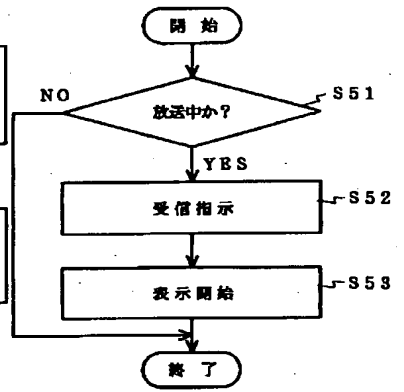 開始
放送中か?
S51
NO
YES
受信指示
S52
表示開始
S53
終了